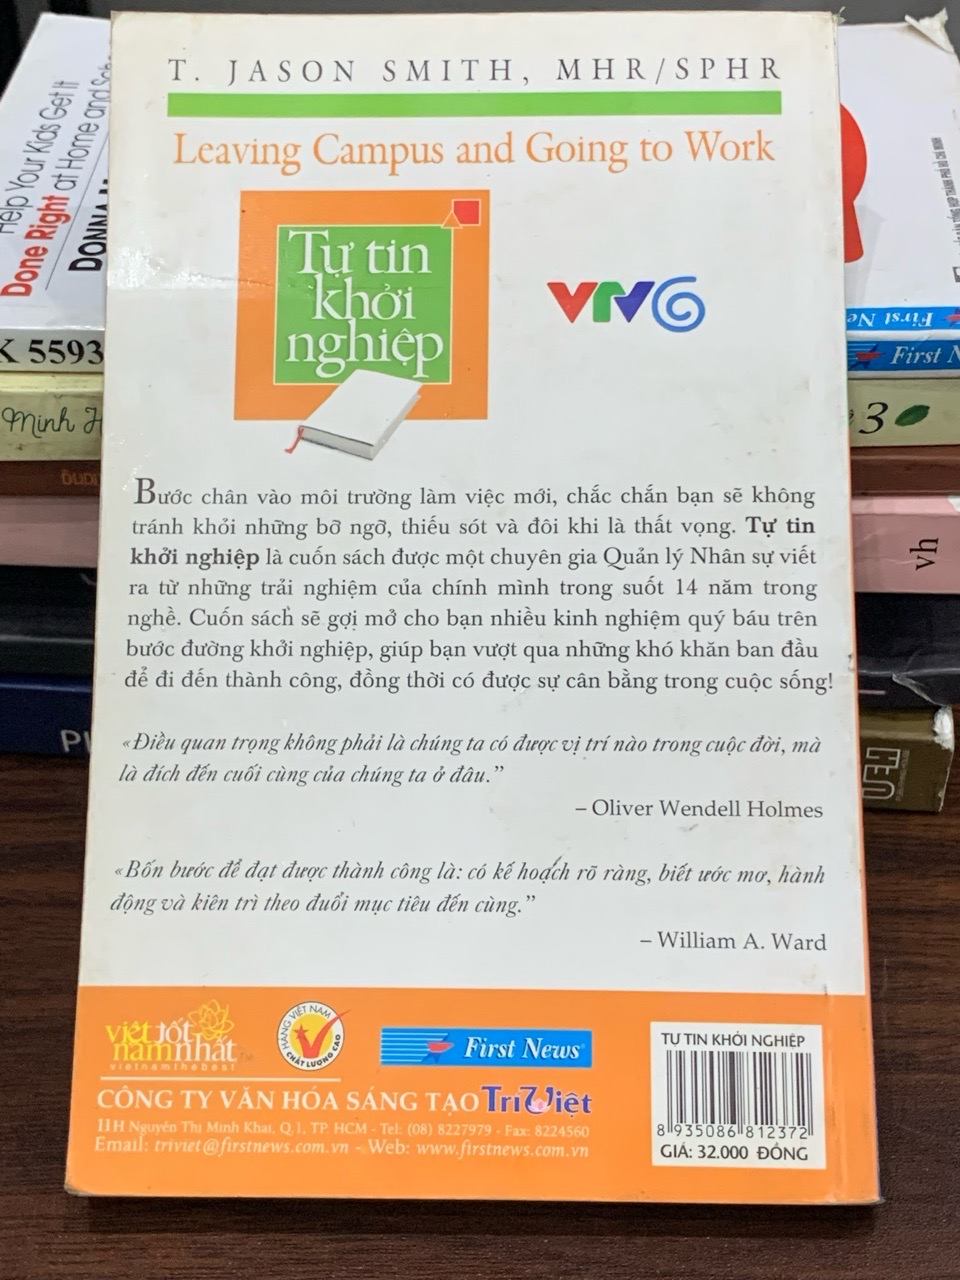 T. JASON SMITH, MHR/SPHR
Leaving Campus and Going to Work
Tự tin
khởi
nghiệp
VTV6
Bước chân vào môi trường làm việc mới, chắc chắn bạn sẽ không
tránh khỏi những bỡ ngỡ, thiếu sót và đôi khi là thất vọng. Tự tin
khởi nghiệp là cuốn sách được một chuyên gia Quản lý Nhân sự viết
ra từ những trải nghiệm của chính mình trong suốt 14 năm trong
nghề. Cuốn sách sẽ gợi mở cho bạn nhiều kinh nghiệm quý báu trên
bước đường khởi nghiệp, giúp bạn vượt qua những khó khăn ban đầu
để đi đến thành công, đồng thời có được sự cân bằng trong cuộc sống!
«Điều quan trọng không phải là chúng ta có được vị trí nào trong cuộc đời, mà
là đích đến cuối cùng của chúng ta ở đâu.”
– Oliver Wendell Holmes
«Bốn bước để đạt được thành công là: có kế hoạch rõ ràng, biết ước mơ, hành
động và kiên trì theo đuổi mục tiêu đến cùng.”
– William A. Ward
việt tốt
nam nhất
vietnamthebest
HÀNG VIỆT NAM
CHẤT LƯỢNG CAO
First News
CÔNG TY VĂN HÓA SÁNG TẠO Trí Việt
11H Nguyễn Thị Minh Khai, Q.1, TP. HCM - Tel: (08) 8227979 - Fax: 8224560
Email: triviet@firstnews.com.vn - Web: www.firstnews.com.vn
TỰ TIN KHỞI NGHIỆP
8 935086 812372
GIÁ: 32.000 ĐỒNG
Help Your Kids Get It
Done Right at Home and
K 5593
Minh
First Ne
First N
3
vh
UEH